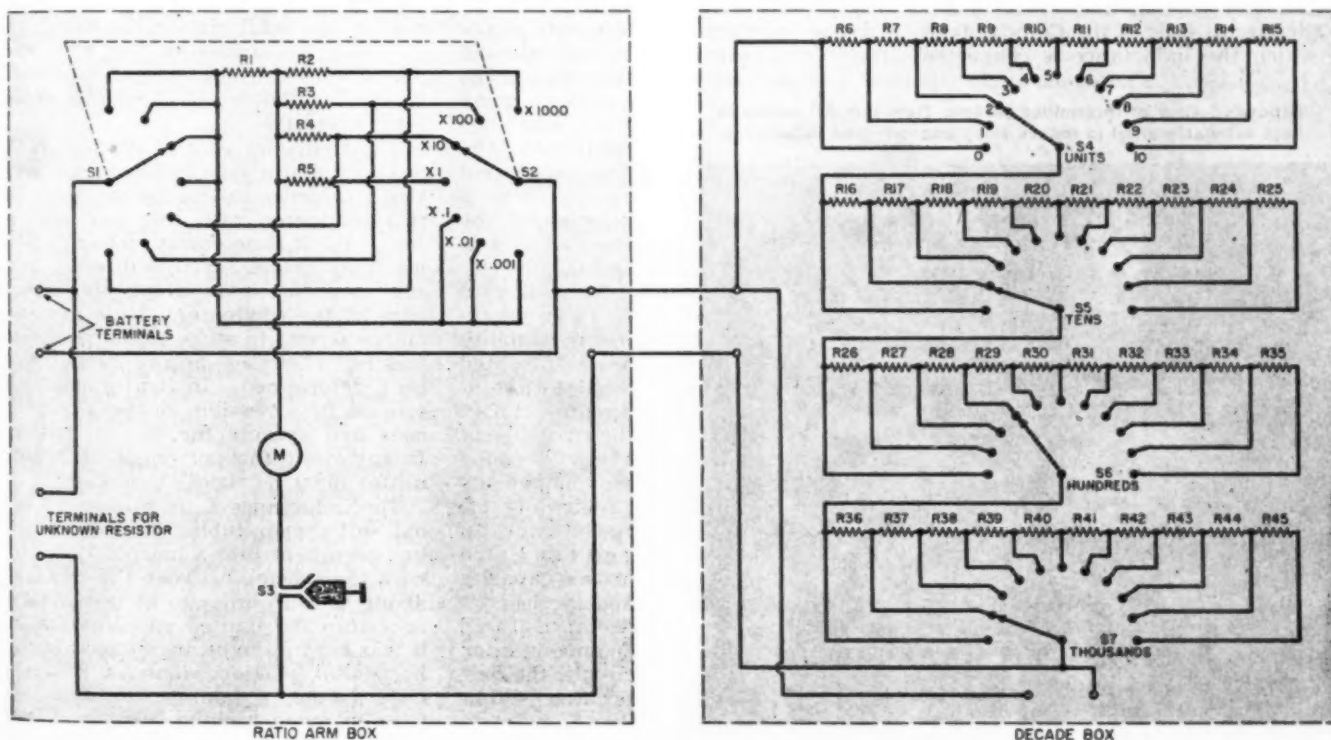 R1
R2
R3
R4
R5
X 1000
X 100
X 10
X 1
X .1
X .01
X .001
S1
S2
BATTERY
TERMINALS
M
TERMINALS FOR
UNKNOWN RESISTOR
S3
RATIO ARM BOX
R6 R7 R8 R9 R10 R11 R12 R13 R14 R15
0
1
2
3
4
5
6
7
8
9
10
S4
UNITS
R16 R17 R18 R19 R20 R21 R22 R23 R24 R25
S5
TENS
R26 R27 R28 R29 R30 R31 R32 R33 R34 R35
S6
HUNDREDS
R36 R37 R38 R39 R40 R41 R42 R43 R44 R45
S7
THOUSANDS
DECADE BOX